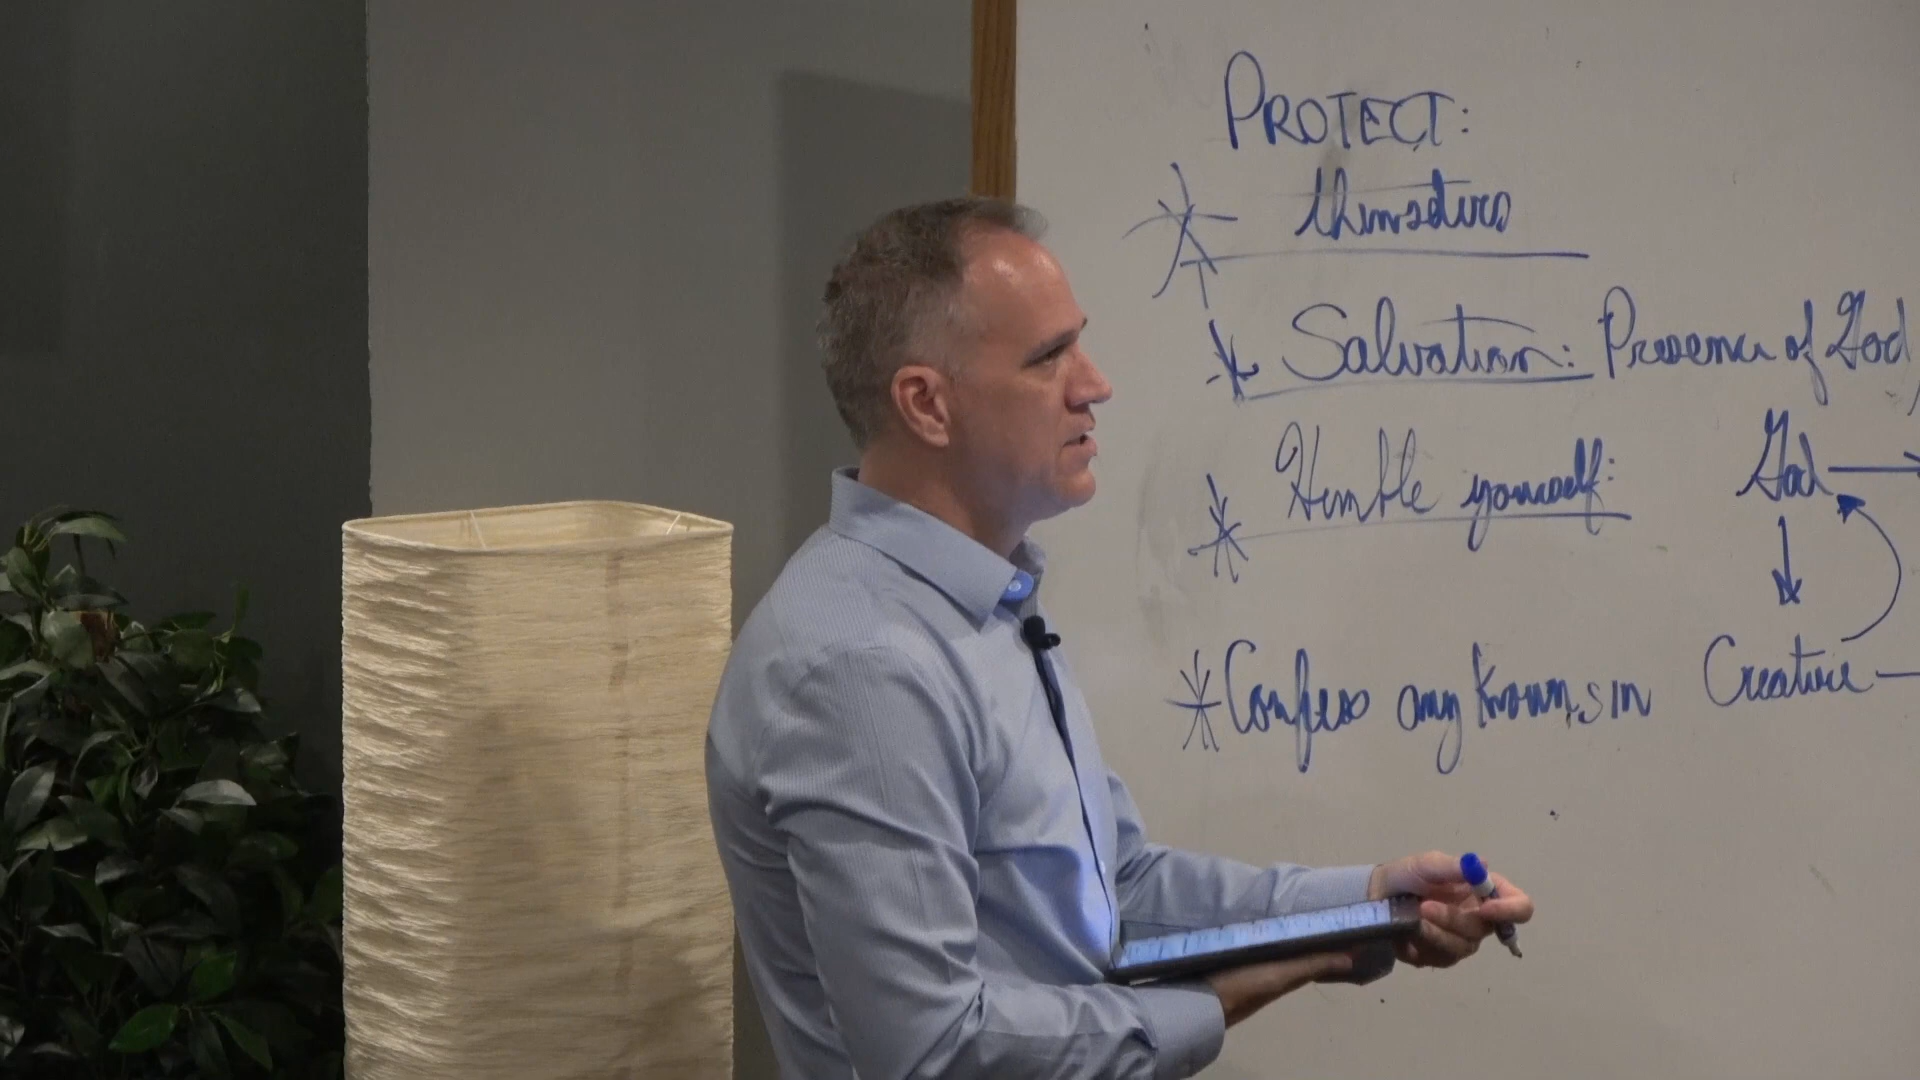 PROTECT:
themselves
Salvation: Presence of God
Humble yourself:
God
Confess any known sin
Creature